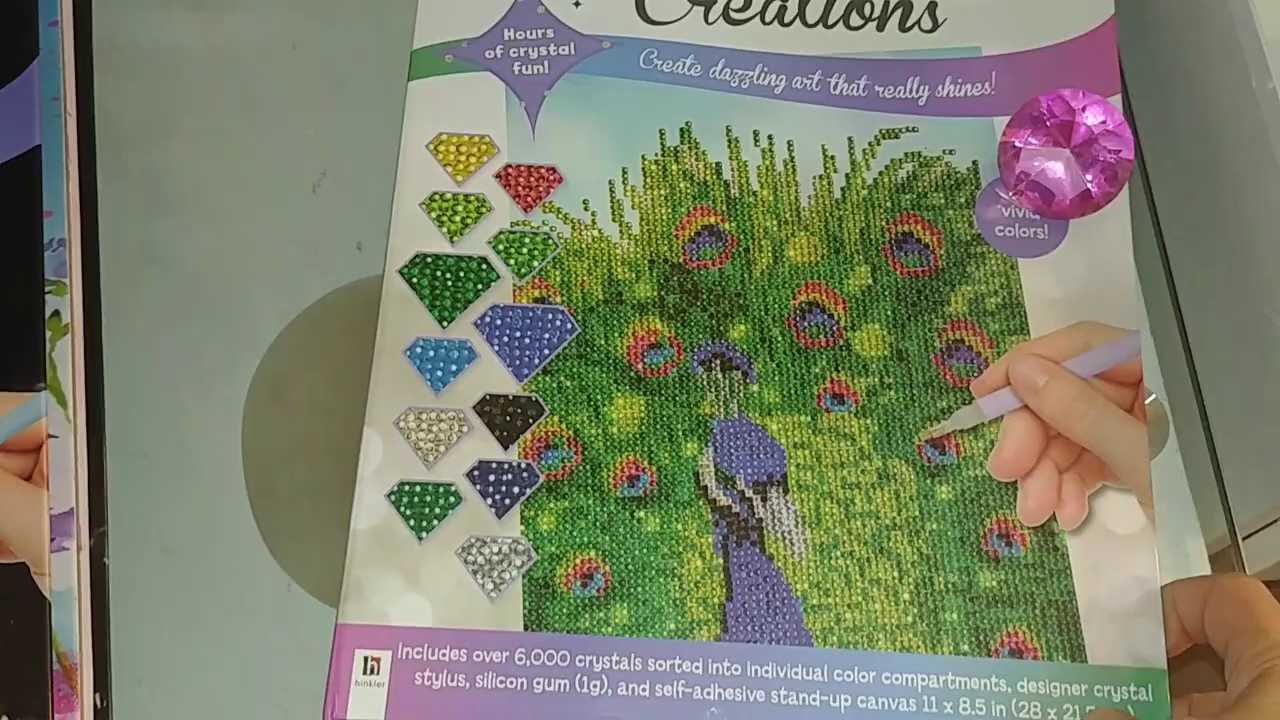 Creations
Hours
of crystal
fun!
Create dazzling art that really shines!
vivid
colors!
hinkler
Includes over 6,000 crystals sorted into individual color compartments, designer crystal
stylus, silicon gum (1g), and self-adhesive stand-up canvas 11 x 8.5 in (28 x 21